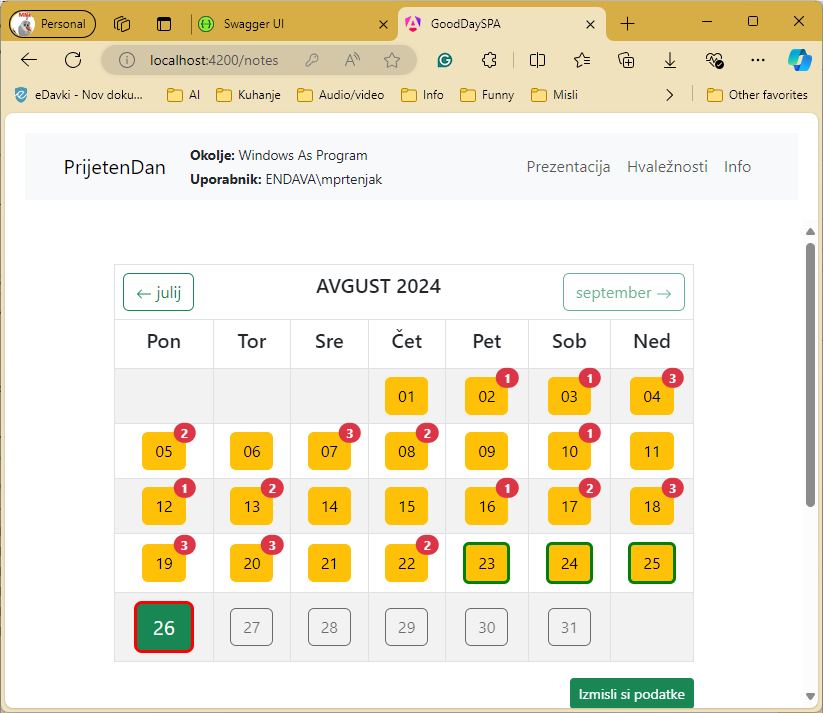 Personal
Swagger UI
GoodDaySPA
localhost:4200/notes
eDavki - Nov doku...
AI
Kuhanje
Audio/video
Info
Funny
Misli
Other favorites
PrijetenDan
Okolje: Windows As Program
Uporabnik: ENDAVA\mprtenjak
Prezentacija
Hvaležnosti
Info
← julij
AVGUST 2024
september →
Pon Tor Sre Čet Pet Sob Ned
01 02 1 03 1 04 3
05 2 06 07 3 08 2 09 10 1 11
12 1 13 2 14 15 16 1 17 2 18 3
19 3 20 3 21 22 2 23 24 25
26 27 28 29 30 31
Izmisli si podatke